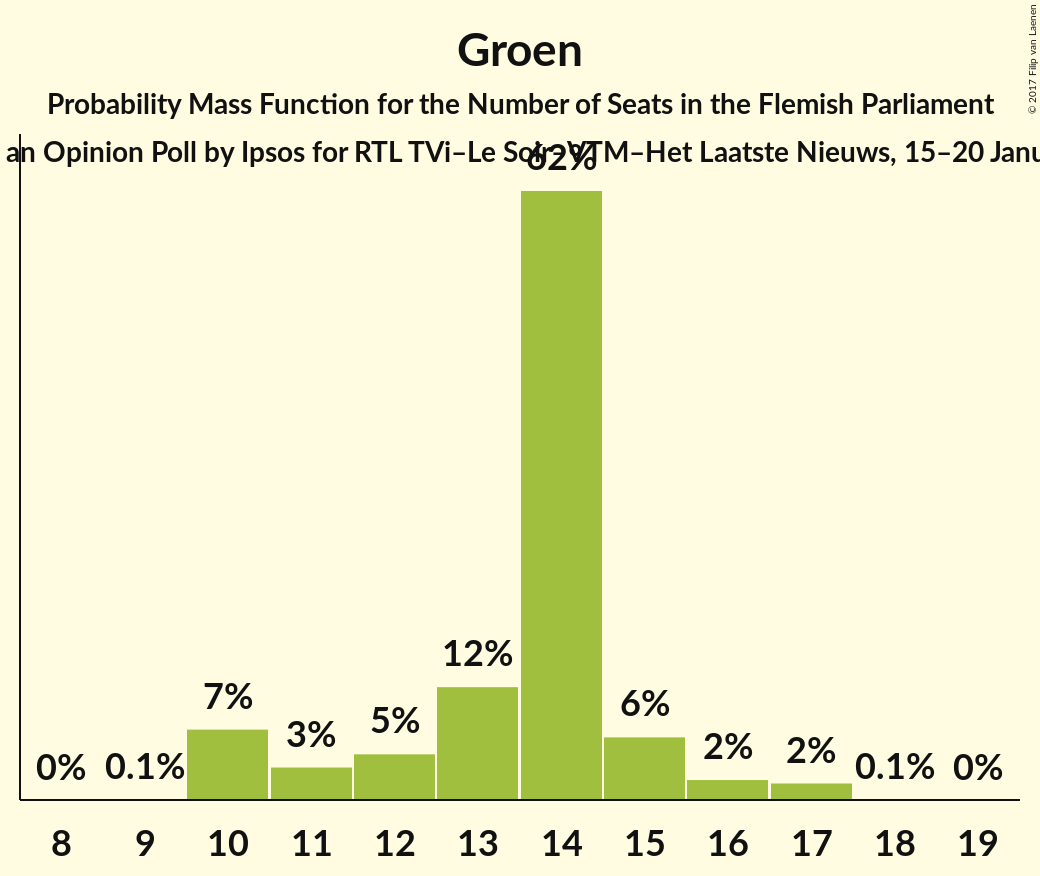 Groen
Probability Mass Function for the Number of Seats in the Flemish Parliament
an Opinion Poll by Ipsos for RTL TVi–Le Soir–VTM–Het Laatste Nieuws, 15–20 Janu
© 2017 Filip van Laenen
62%
12%
7%
6%
5%
3%
2%
2%
0%
0.1%
0.1%
0%
8 9 10 11 12 13 14 15 16 17 18 19